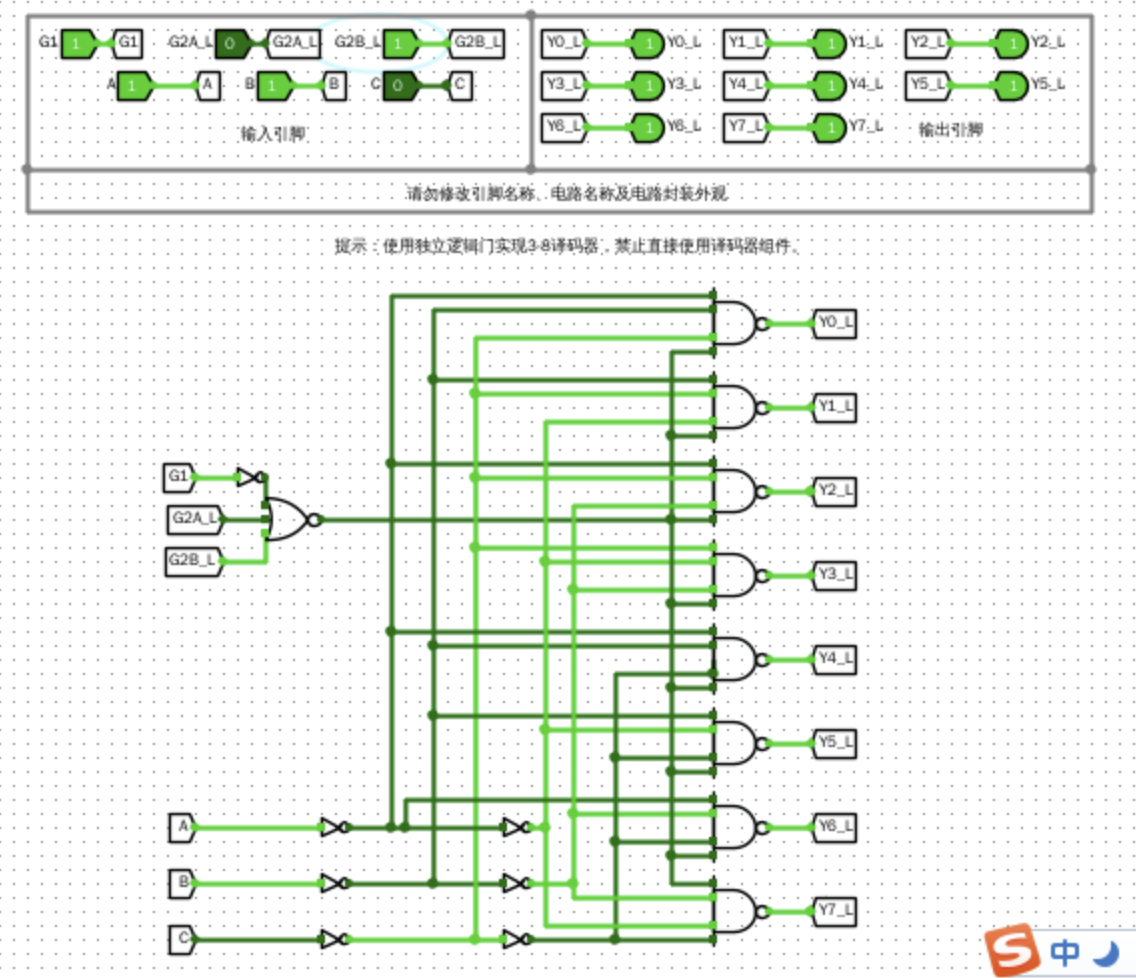 G1 1 G1 G2A_L 0 G2A_L G2B_L 1 G2B_L Y0_L 1 Y0_L Y1_L 1 Y1_L Y2_L 1 Y2_L
A 1 A B 1 B C 0 C Y3_L 1 Y3_L Y4_L 1 Y4_L Y5_L 1 Y5_L
输入引脚 Y6_L 1 Y6_L Y7_L 1 Y7_L 输出引脚
请勿修改引脚名称、电路名称及电路封装外观
提示：使用独立逻辑门实现3-8译码器，禁止直接使用译码器组件。
Y0_L
Y1_L
G1
Y2_L
G2A_L
G2B_L
Y3_L
Y4_L
Y5_L
A
Y6_L
B
Y7_L
C
S 中